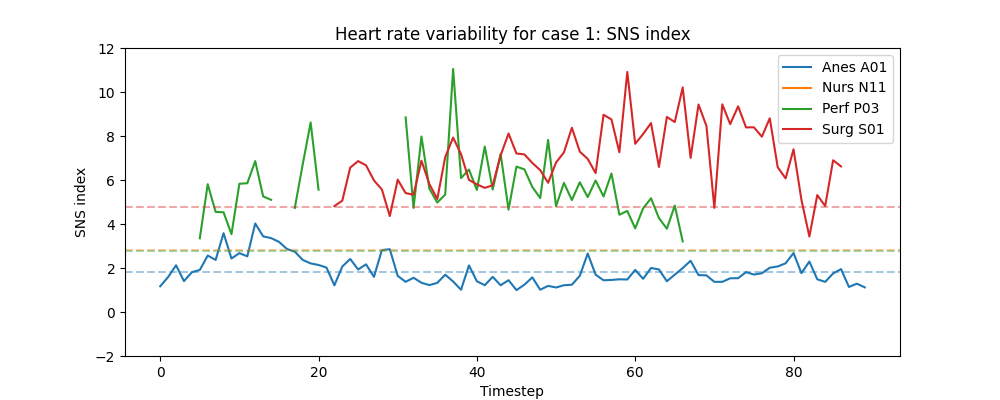 Heart rate variability for case 1: SNS index
SNS index
12
10
8
6
4
2
0
−2
0 20 40 60 80
Timestep
Anes A01
Nurs N11
Perf P03
Surg S01